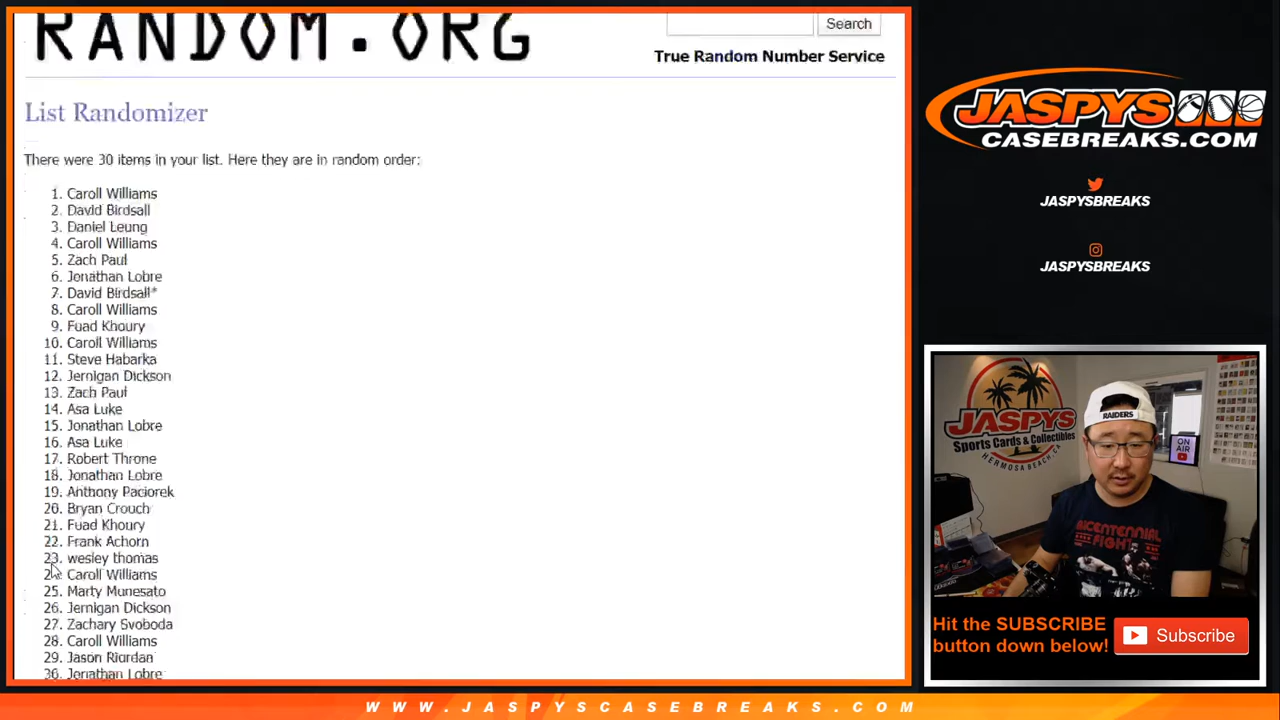 RANDOM.ORG
Search
True Random Number Service
List Randomizer
There were 30 items in your list. Here they are in random order:
1. Caroll Williams
2. David Birdsall
3. Daniel Leung
4. Caroll Williams
5. Zach Paul
6. Jonathan Lobre
7. David Birdsall*
8. Caroll Williams
9. Fuad Khoury
10. Caroll Williams
11. Steve Habarka
12. Jernigan Dickson
13. Zach Paul
14. Asa Luke
15. Jonathan Lobre
16. Asa Luke
17. Robert Throne
18. Jonathan Lobre
19. Anthony Paciorek
20. Bryan Crouch
21. Fuad Khoury
22. Frank Achorn
23. wesley thomas
24. Caroll Williams
25. Marty Munesato
26. Jernigan Dickson
27. Zachary Svoboda
28. Caroll Williams
29. Jason Riordan
30. Jonathan Lobre
JASPYS
CASEBREAKS.COM
JASPYSBREAKS
JASPYSBREAKS
JASPYS
Sports Cards & Collectibles
HERMOSA BEACH, CA
RAIDERS
ON AIR
BICENTENNIAL
FIGHT
Hit the SUBSCRIBE
button down below!
Subscribe
WWW.JASPYSCASEBREAKS.COM